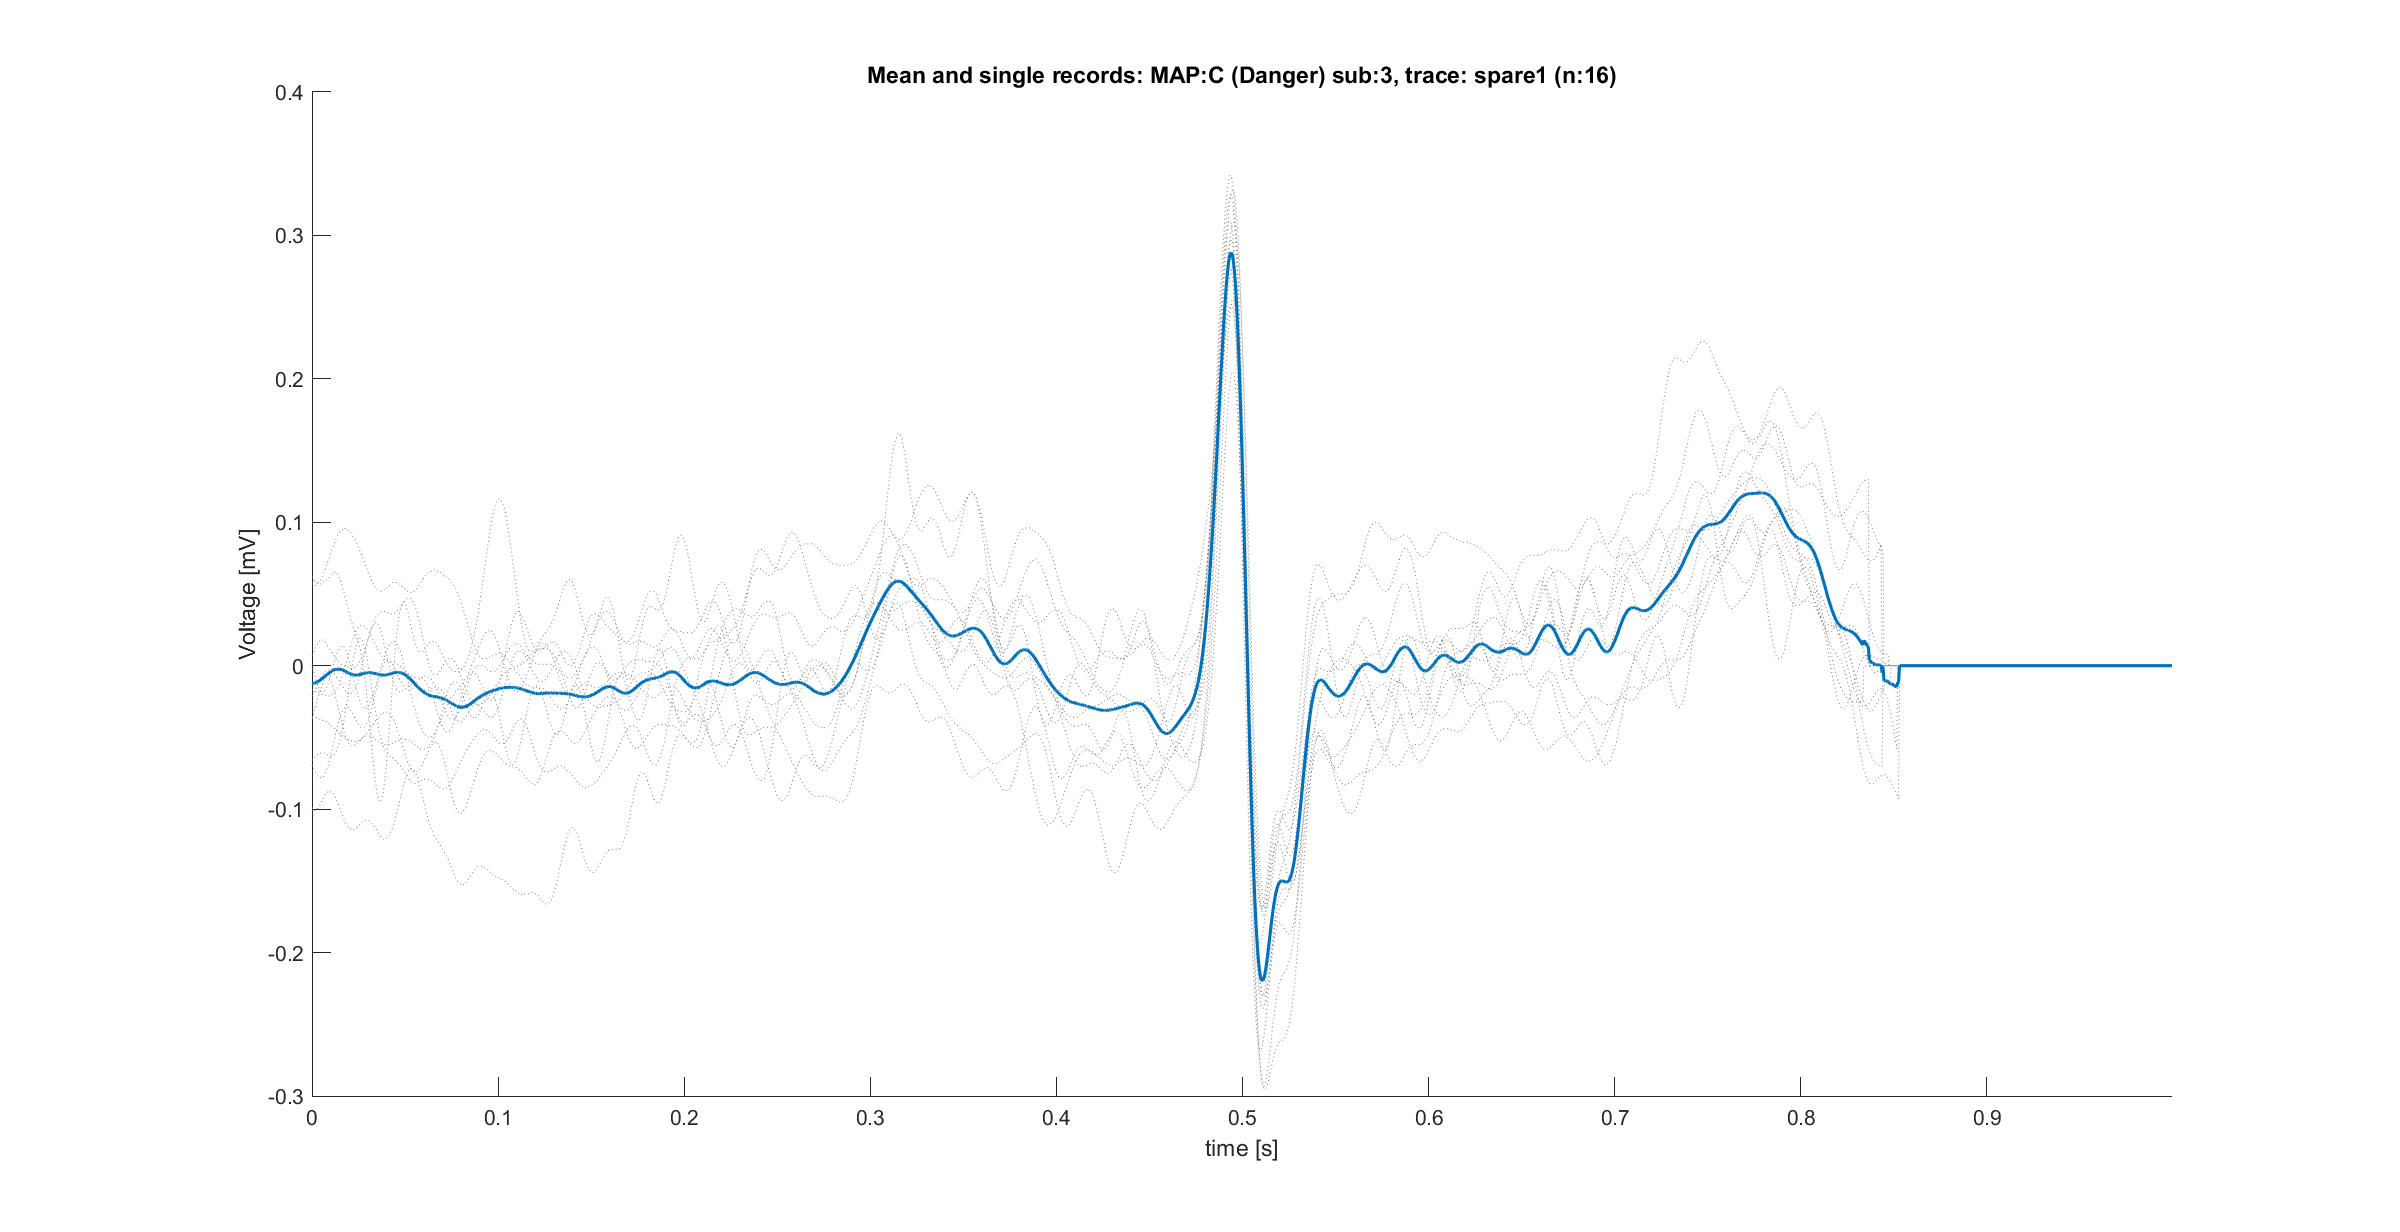 Mean and single records: MAP:C (Danger) sub:3, trace: spare1 (n:16)
0.4
0.3
0.2
0.1
0
-0.1
-0.2
-0.3
Voltage [mV]
0 0.1 0.2 0.3 0.4 0.5 0.6 0.7 0.8 0.9
time [s]